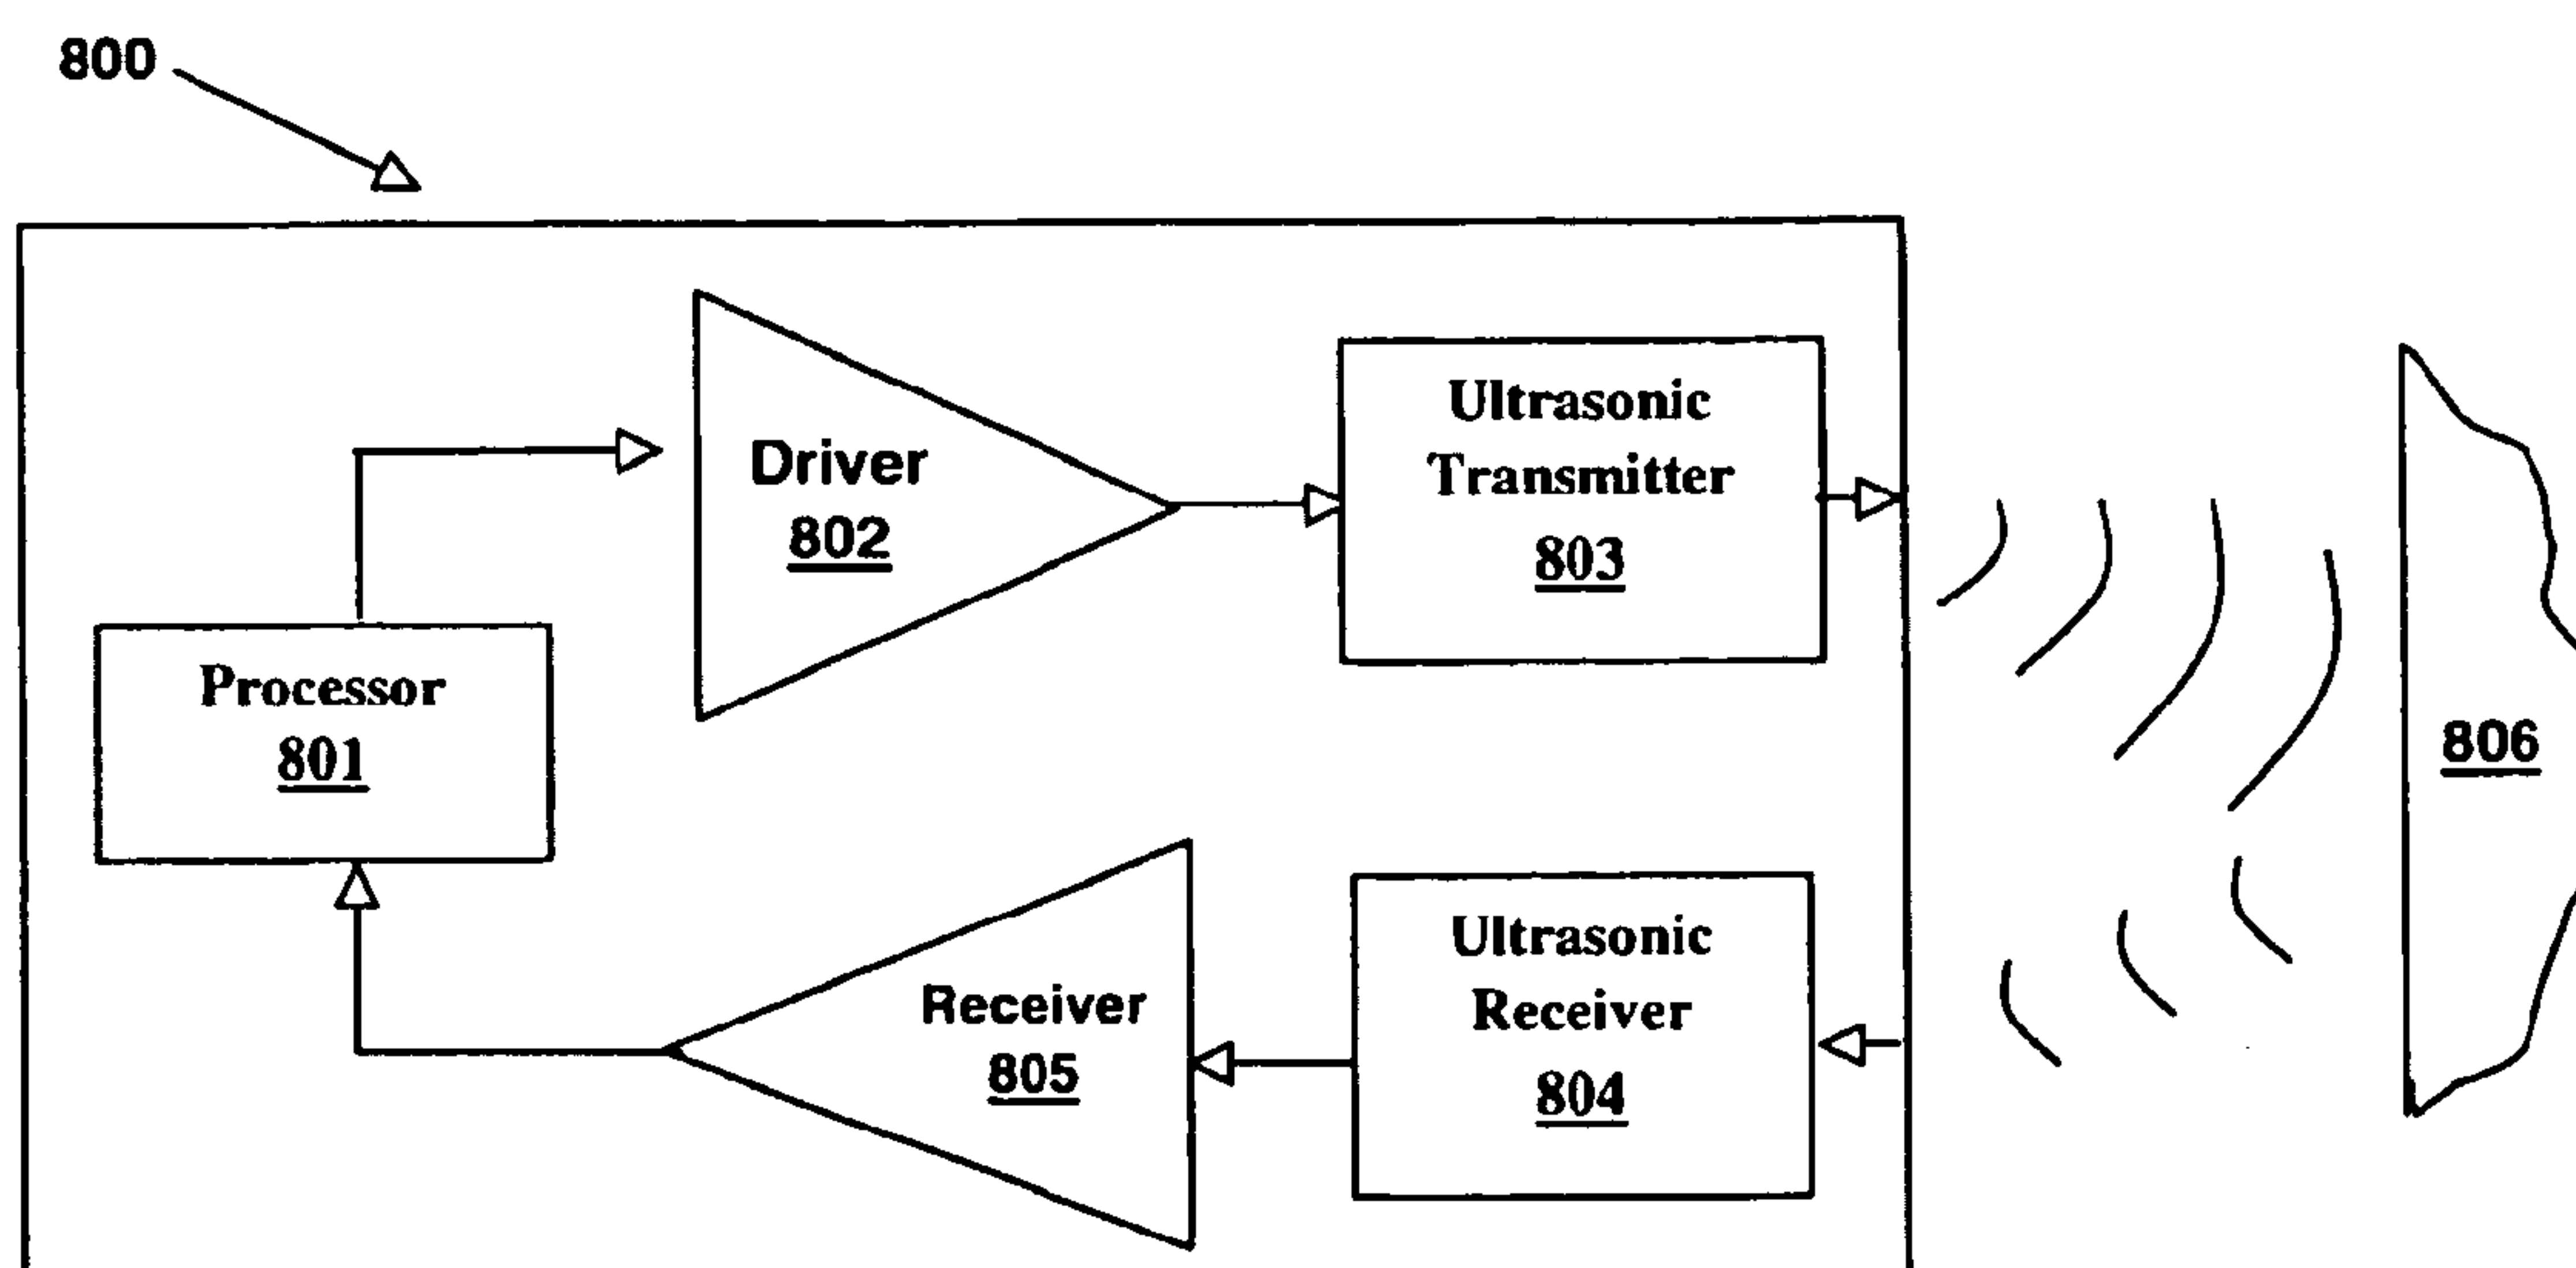 800
Driver
802
Ultrasonic
Transmitter
803
Processor
801
806
Receiver
805
Ultrasonic
Receiver
804